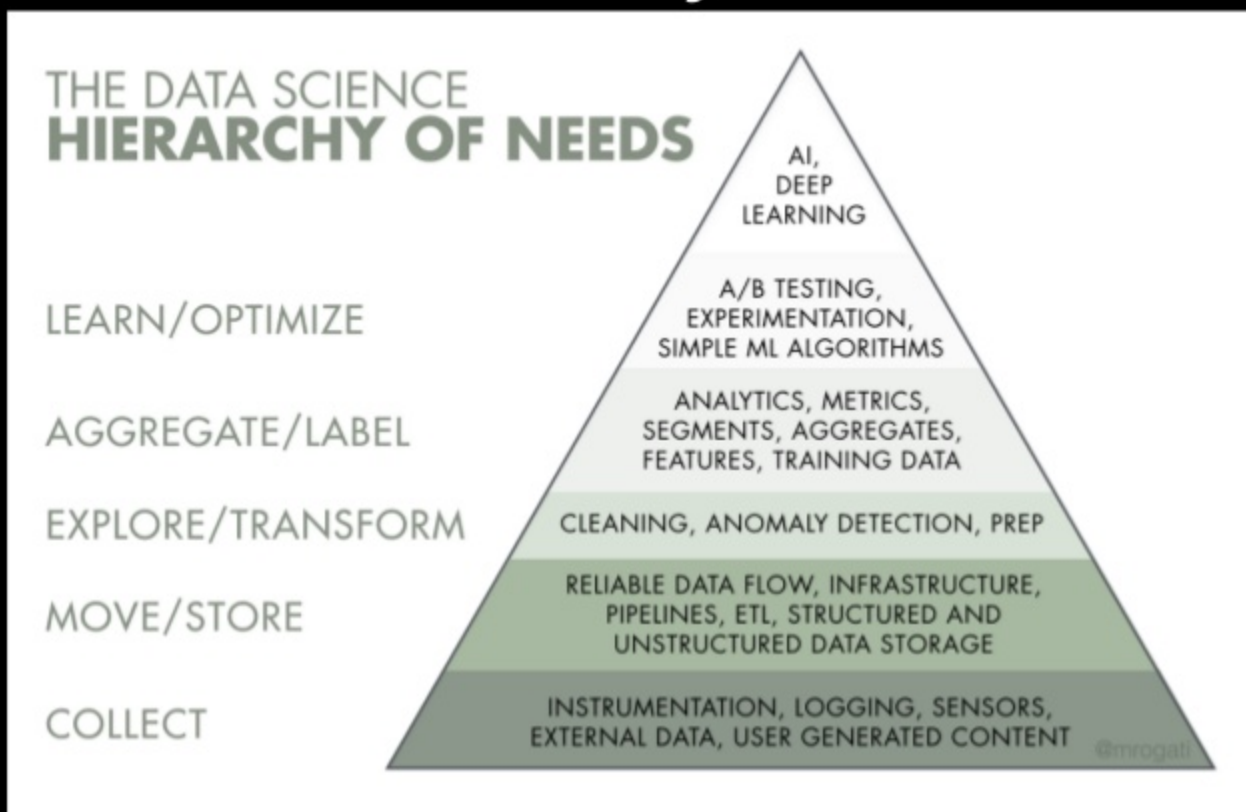 THE DATA SCIENCE
HIERARCHY OF NEEDS
AI,
DEEP
LEARNING
LEARN/OPTIMIZE
A/B TESTING,
EXPERIMENTATION,
SIMPLE ML ALGORITHMS
AGGREGATE/LABEL
ANALYTICS, METRICS,
SEGMENTS, AGGREGATES,
FEATURES, TRAINING DATA
EXPLORE/TRANSFORM
CLEANING, ANOMALY DETECTION, PREP
MOVE/STORE
RELIABLE DATA FLOW, INFRASTRUCTURE,
PIPELINES, ETL, STRUCTURED AND
UNSTRUCTURED DATA STORAGE
COLLECT
INSTRUMENTATION, LOGGING, SENSORS,
EXTERNAL DATA, USER GENERATED CONTENT
@mrogati